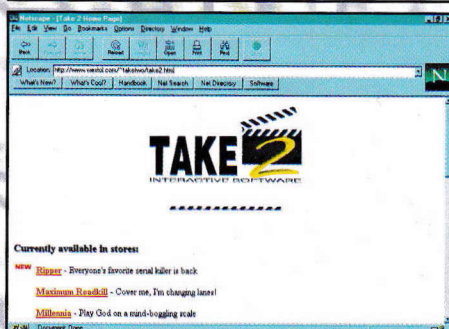 Netscape - [Take 2 Home Page]
File Edit View Go Bookmarks Options Directory Window Help
Back Reload Open Print Find
Location: http://www.westol.com/~taketwo/take2.html
What's New? What's Cool? Handbook Net Search Net Directory Software
N
TAKE 2
INTERACTIVE SOFTWARE
Currently available in stores:
NEW Ripper - Everyone's favorite serial killer is back
Maximum Roadkill - Cover me, I'm changing lanes!
Millennia - Play God on a mind-boggling scale
Document: Done